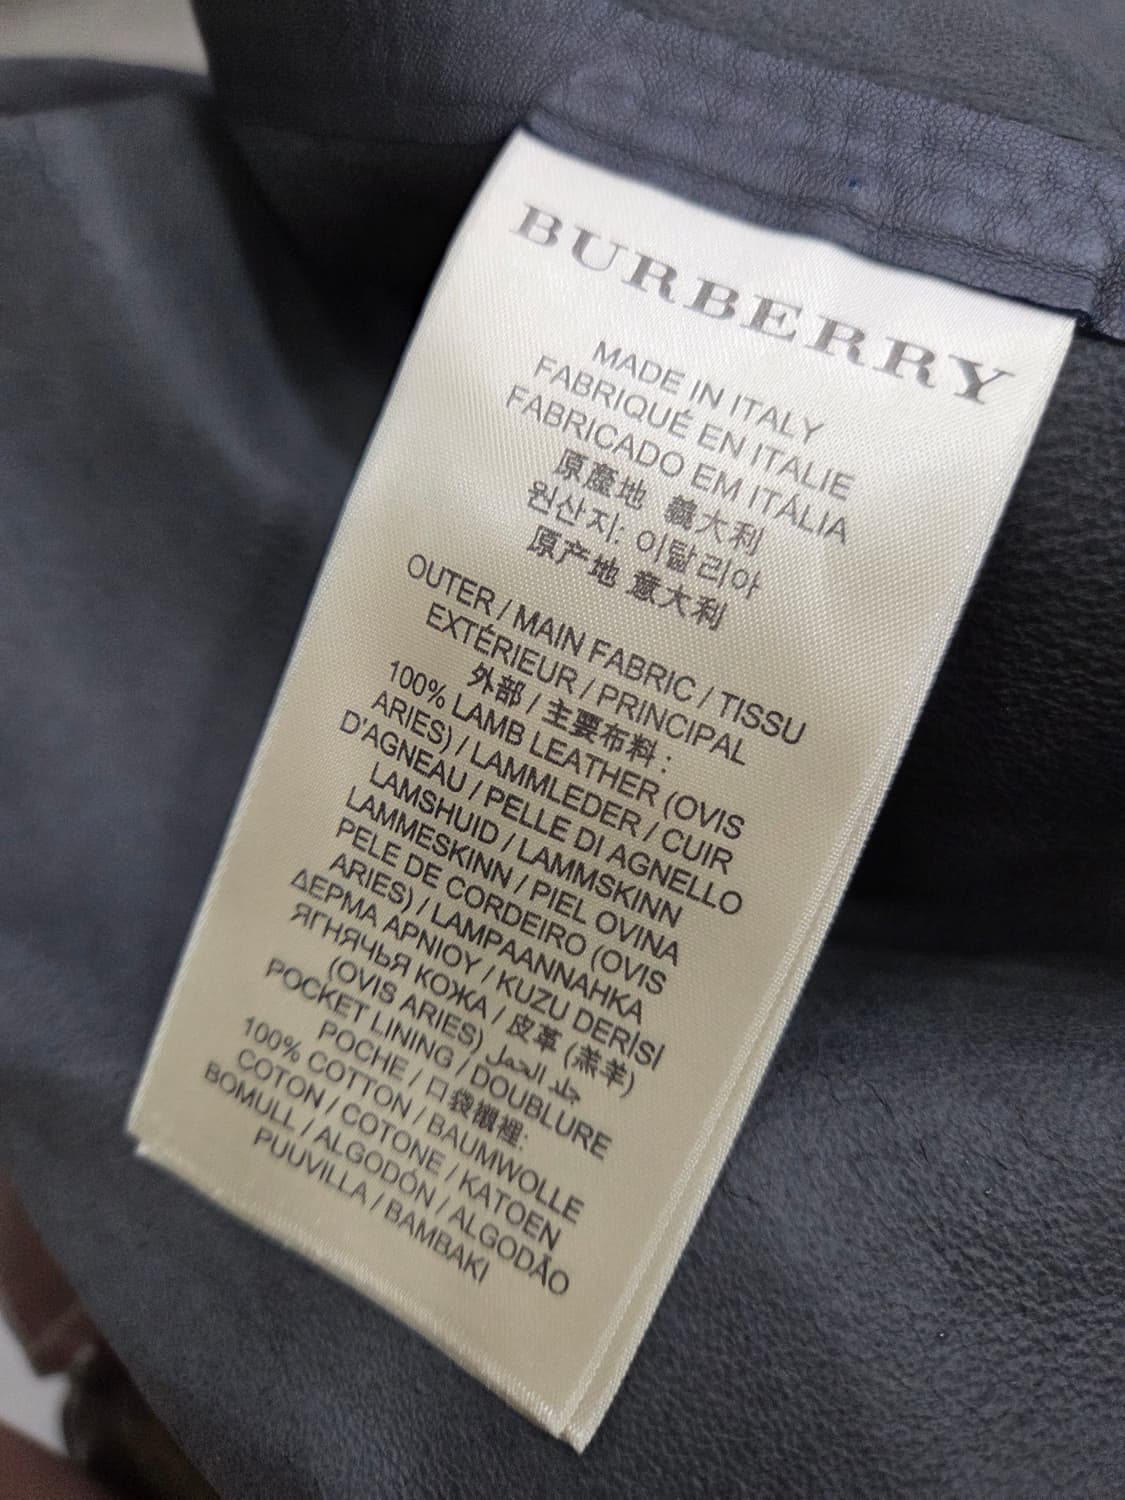 BURBERRY
MADE IN ITALY
FABRIQUÉ EN ITALIE
FABRICADO EM ITÁLIA
原產地 義大利
원산지: 이탈리아
原产地 意大利
OUTER / MAIN FABRIC / TISSU
EXTÉRIEUR / PRINCIPAL
外部 / 主要布料 :
100% LAMB LEATHER (OVIS
ARIES) / LAMMLEDER / CUIR
D'AGNEAU / PELLE DI AGNELLO
LAMSHUID / LAMMSKINN
LAMMESKINN / PIEL OVINA
PELE DE CORDEIRO (OVIS
ARIES) / LAMPAANNAHKA
ΔΕΡΜΑ ΑΡΝΙΟΥ / KUZU DERİSİ
ЯГНЯЧЬЯ КОЖА / 皮革 (羔羊)
(OVIS ARIES) جلد الحمل
POCKET LINING / DOUBLURE
POCHE / 口袋襯裡:
100% COTTON / BAUMWOLLE
COTON / COTONE / KATOEN
BOMULL / ALGODÓN / ALGODÃO
PUUVILLA / BAMBAKI